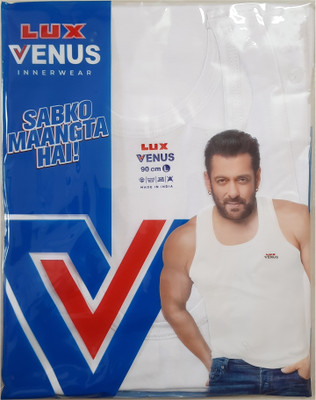 LUX
VENUS
INNERWEAR
SABKO
MAANGTA
HAI!
LUX
VENUS
90 cm L
MADE IN INDIA
LUX
VENUS